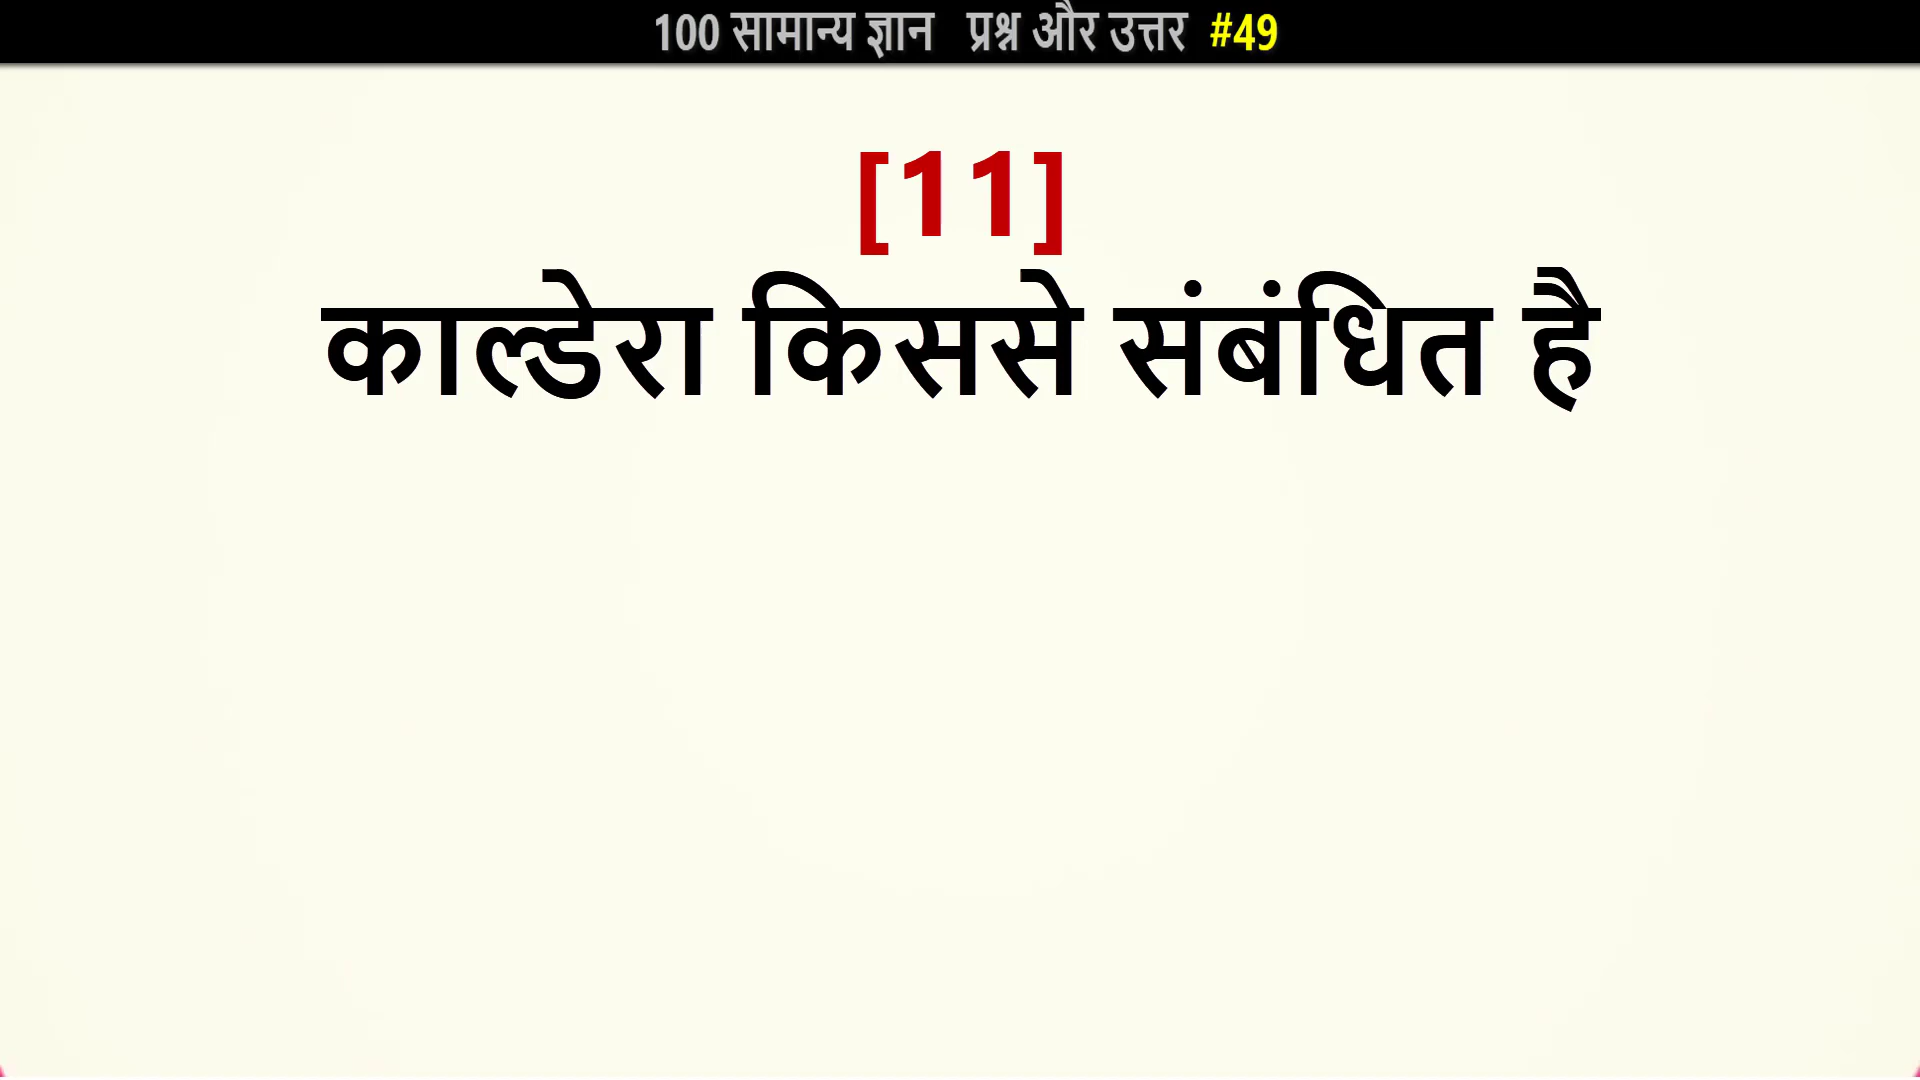 100 सामान्य ज्ञान प्रश्न और उत्तर #49
[11]
काल्डेरा किससे संबंधित है